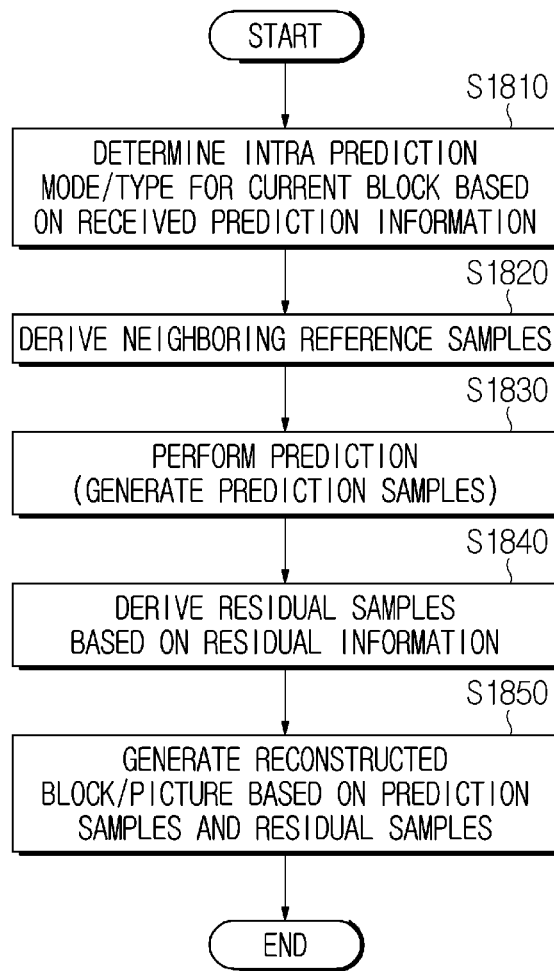 START
S1810
DETERMINE INTRA PREDICTION
MODE/TYPE FOR CURRENT BLOCK BASED
ON RECEIVED PREDICTION INFORMATION
S1820
DERIVE NEIGHBORING REFERENCE SAMPLES
S1830
PERFORM PREDICTION
(GENERATE PREDICTION SAMPLES)
S1840
DERIVE RESIDUAL SAMPLES
BASED ON RESIDUAL INFORMATION
S1850
GENERATE RECONSTRUCTED
BLOCK/PICTURE BASED ON PREDICTION
SAMPLES AND RESIDUAL SAMPLES
END